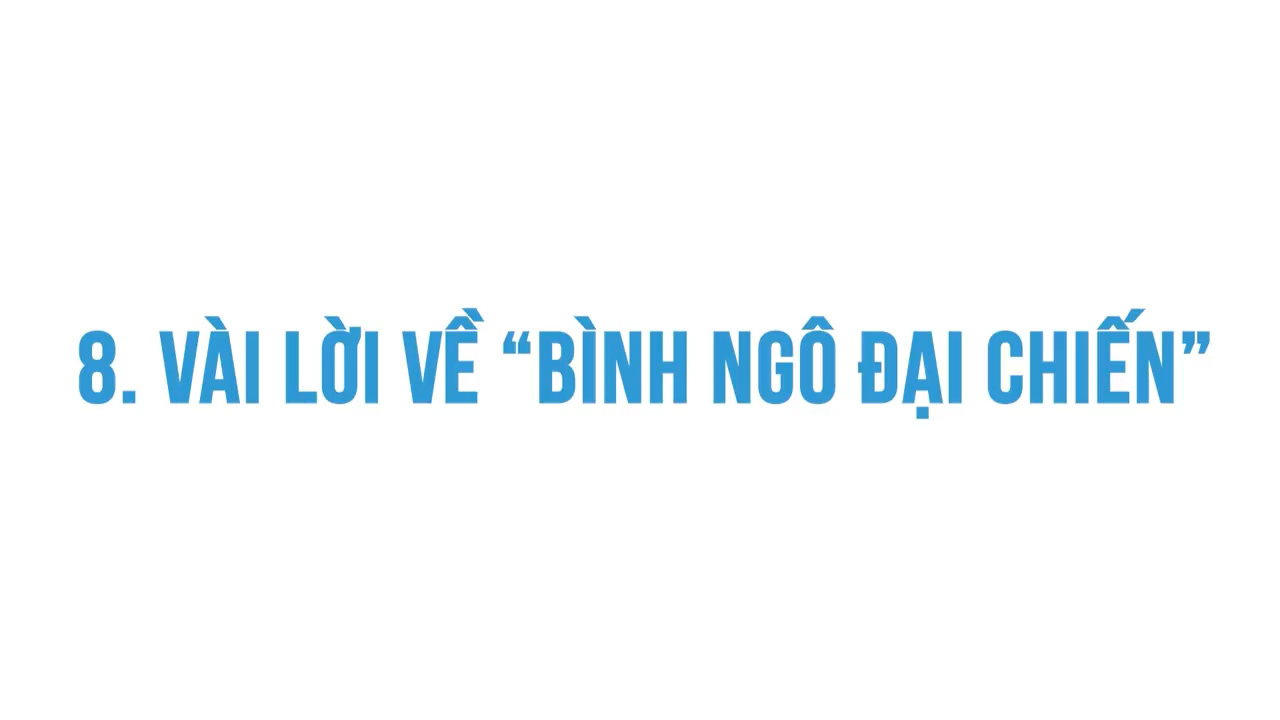 8. VÀI LỜI VỀ “BÌNH NGÔ ĐẠI CHIẾN”